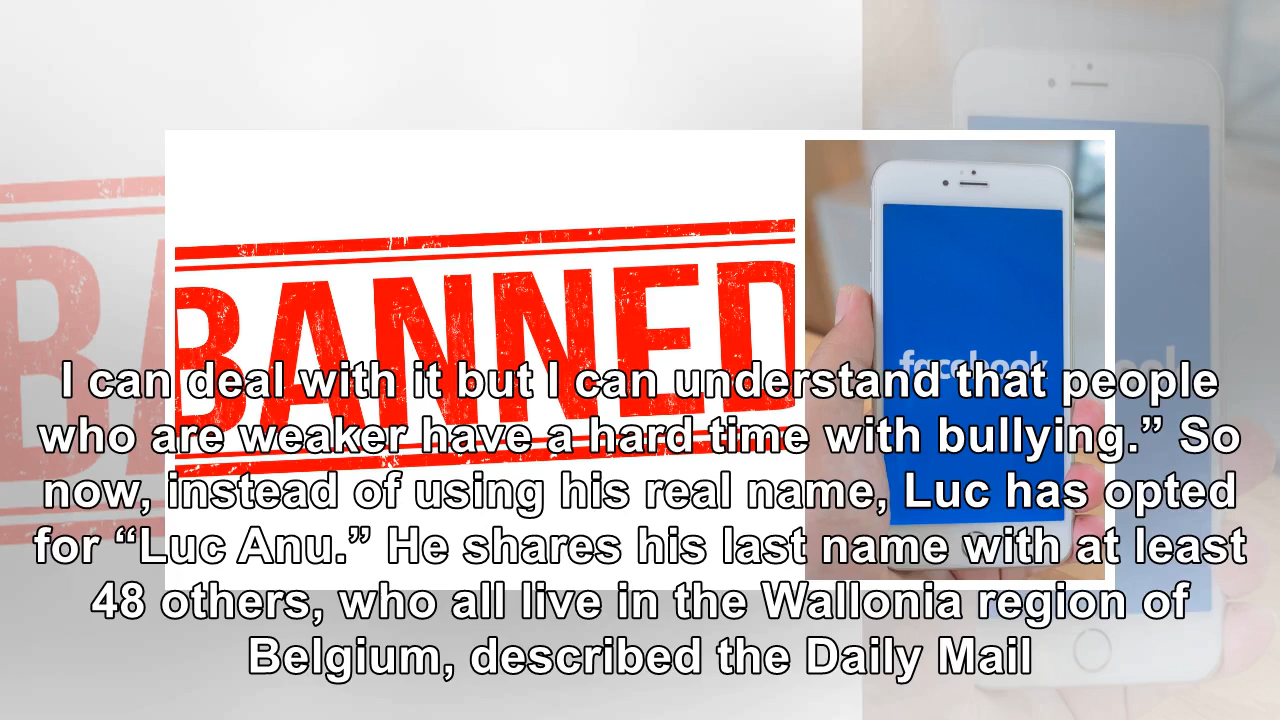 BANNED
facebook
I can deal with it but I can understand that people
who are weaker have a hard time with bullying.” So
now, instead of using his real name, Luc has opted
for “Luc Anu.” He shares his last name with at least
48 others, who all live in the Wallonia region of
Belgium, described the Daily Mail